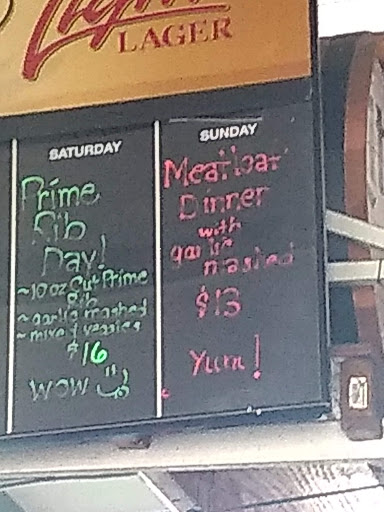 Light
LAGER
SATURDAY
Prime
Rib
Day!
~10 oz Cut Prime
Rib
~ garlic mashed
~ mixed veggies
$16
WOW
SUNDAY
Meatloaf
Dinner
with
garlic
mashed
$13
Yum!